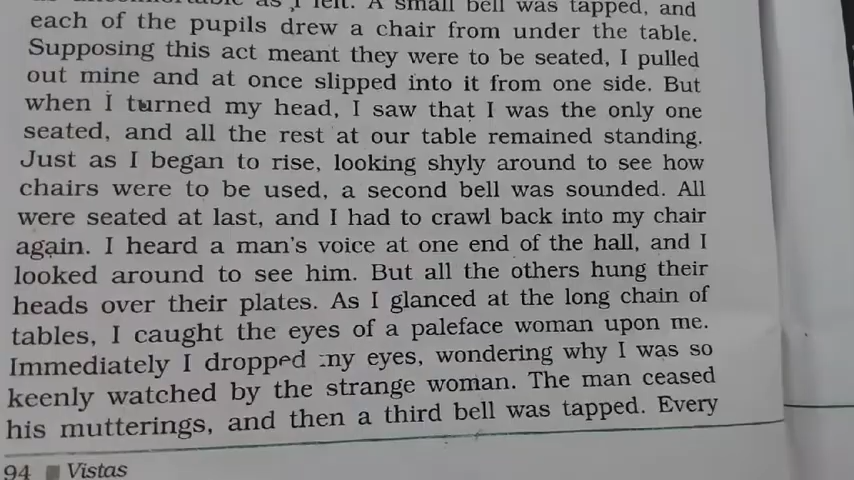 as uncomfortable as I felt. A small bell was tapped, and
each of the pupils drew a chair from under the table.
Supposing this act meant they were to be seated, I pulled
out mine and at once slipped into it from one side. But
when I turned my head, I saw that I was the only one
seated, and all the rest at our table remained standing.
Just as I began to rise, looking shyly around to see how
chairs were to be used, a second bell was sounded. All
were seated at last, and I had to crawl back into my chair
again. I heard a man's voice at one end of the hall, and I
looked around to see him. But all the others hung their
heads over their plates. As I glanced at the long chain of
tables, I caught the eyes of a paleface woman upon me.
Immediately I dropped my eyes, wondering why I was so
keenly watched by the strange woman. The man ceased
his mutterings, and then a third bell was tapped. Every
94 Vistas